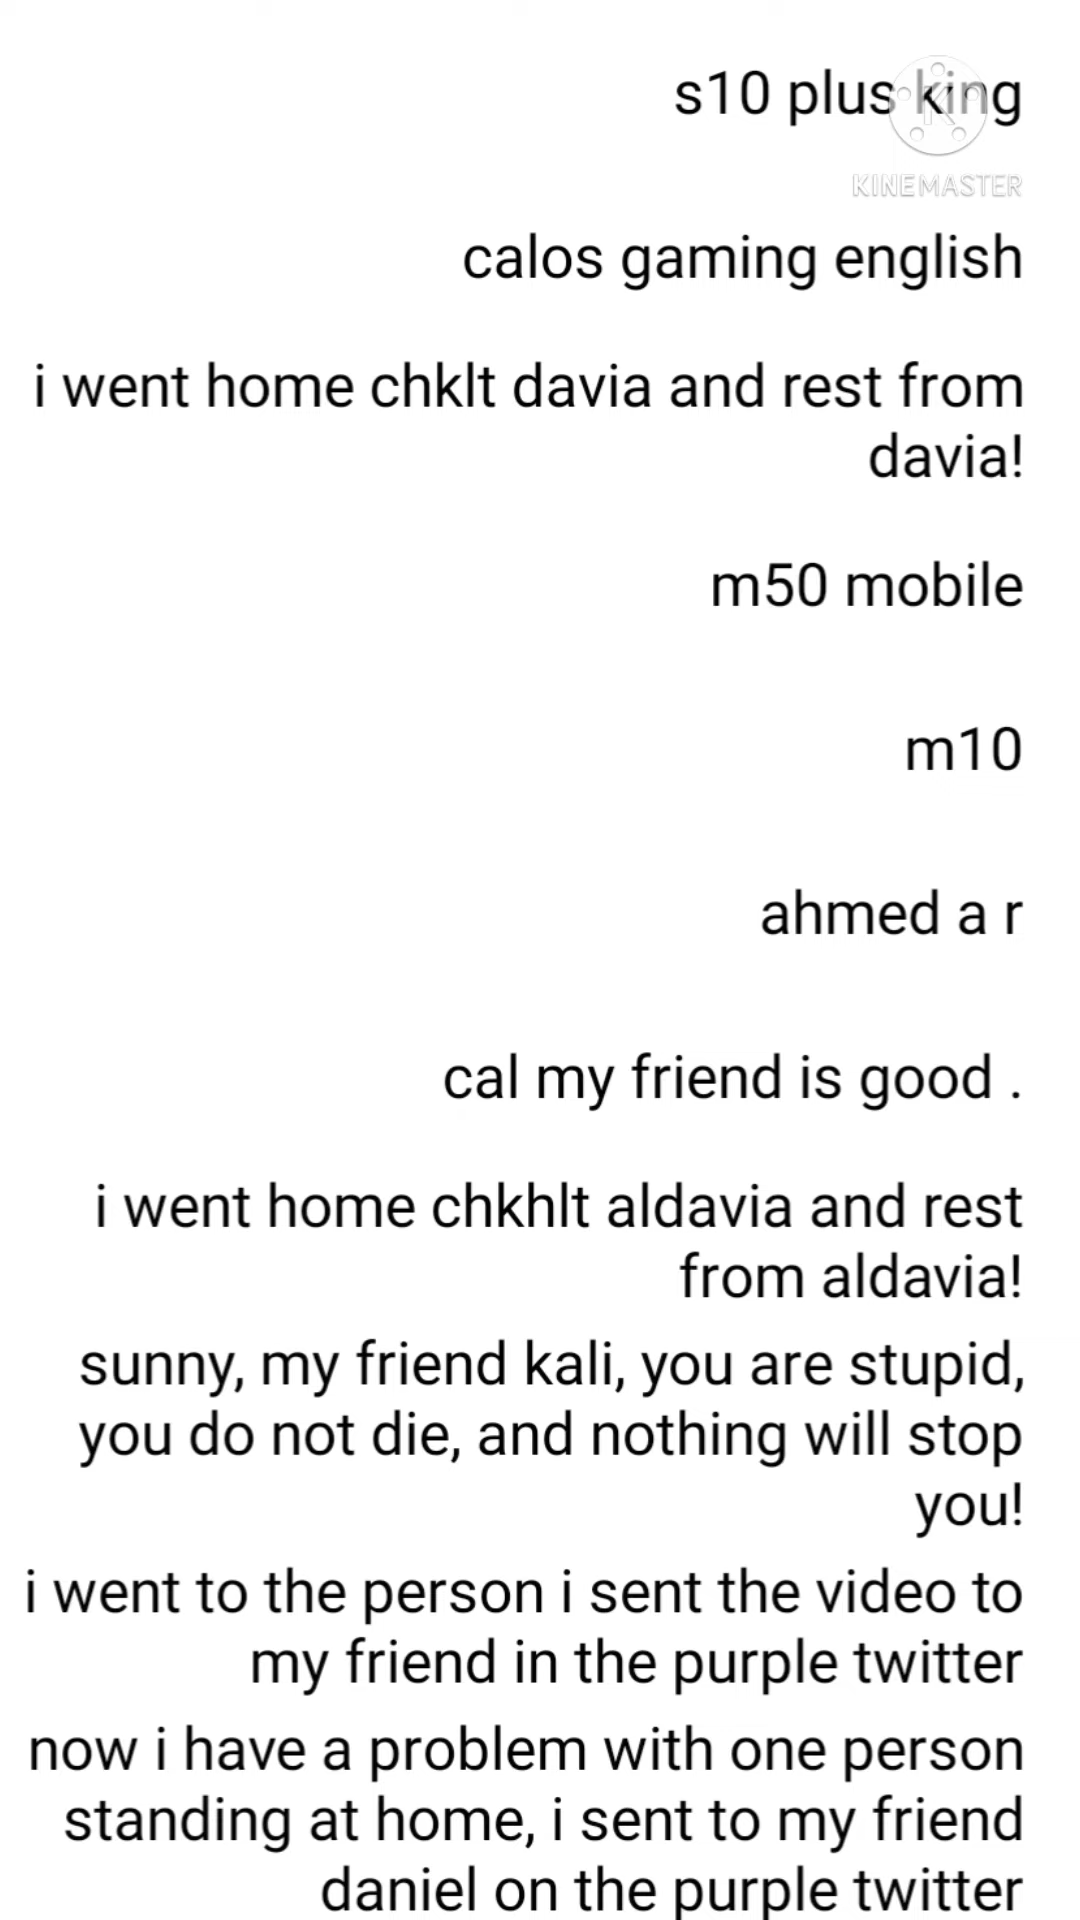 s10 plus king
KINEMASTER
calos gaming english
i went home chklt davia and rest from
davia!
m50 mobile
m10
ahmed a r
cal my friend is good .
i went home chkhlt aldavia and rest
from aldavia!
sunny, my friend kali, you are stupid,
you do not die, and nothing will stop
you!
i went to the person i sent the video to
my friend in the purple twitter
now i have a problem with one person
standing at home, i sent to my friend
daniel on the purple twitter